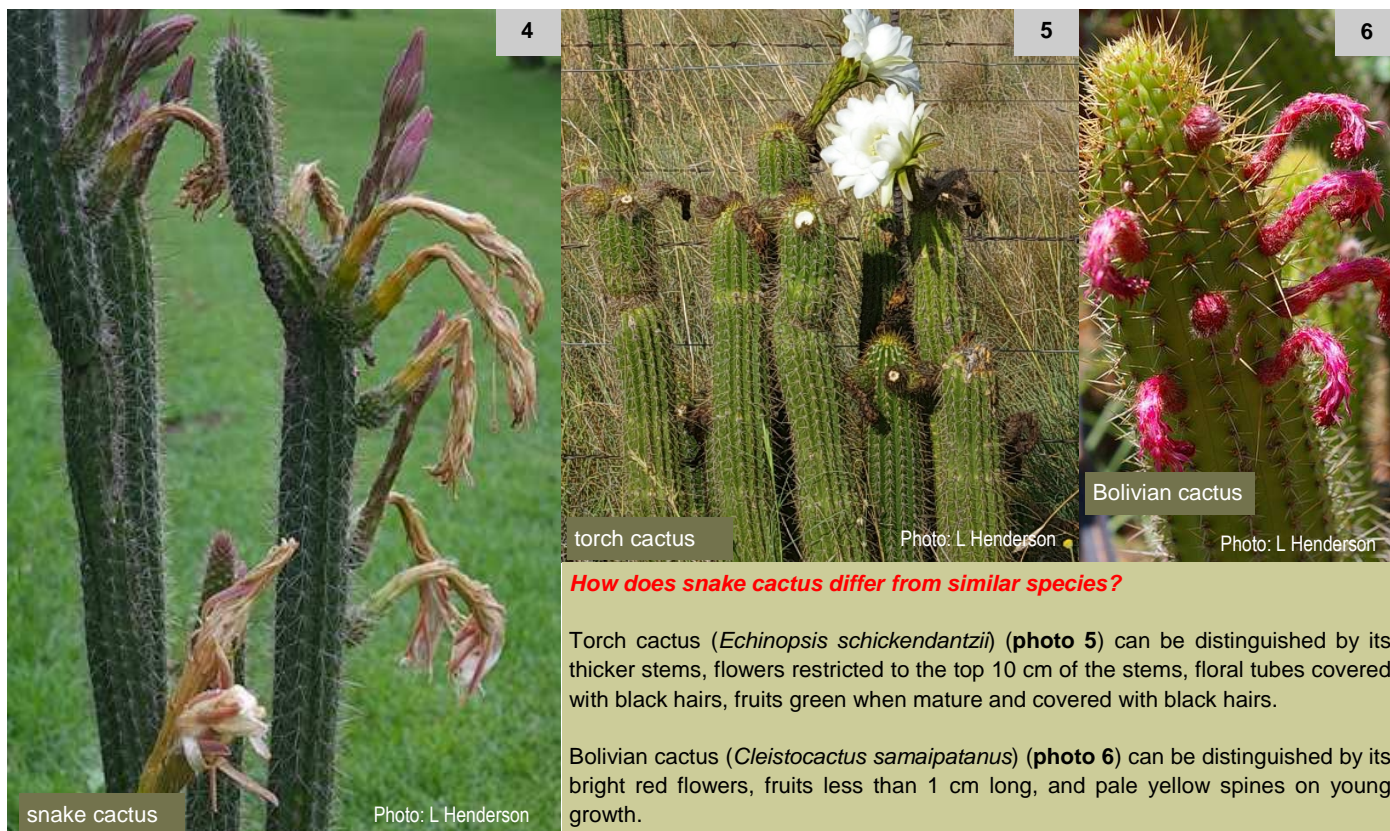 4
snake cactus
Photo: L Henderson
5
torch cactus
Photo: L Henderson
6
Bolivian cactus
Photo: L Henderson
How does snake cactus differ from similar species?
Torch cactus (Echinopsis schickendantzii) (photo 5) can be distinguished by its
thicker stems, flowers restricted to the top 10 cm of the stems, floral tubes covered
with black hairs, fruits green when mature and covered with black hairs.
Bolivian cactus (Cleistocactus samaipatanus) (photo 6) can be distinguished by its
bright red flowers, fruits less than 1 cm long, and pale yellow spines on young
growth.